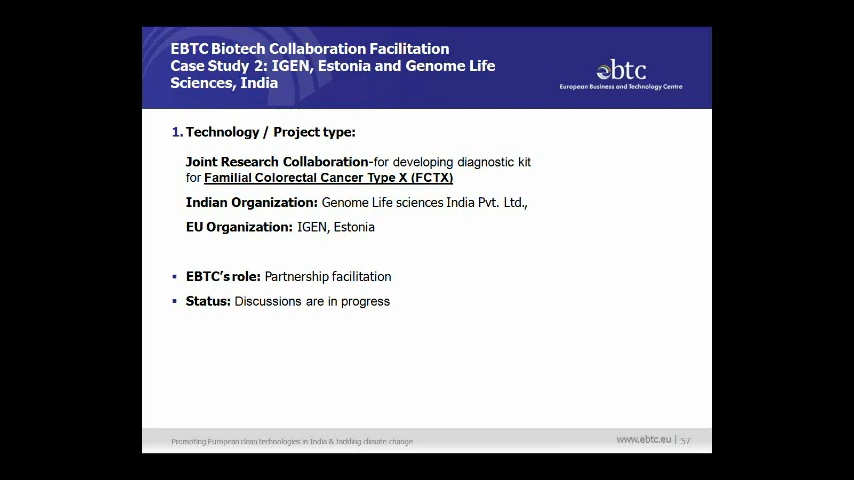 EBTC Biotech Collaboration Facilitation
Case Study 2: IGEN, Estonia and Genome Life
Sciences, India
ebtc
European Business and Technology Centre
1. Technology / Project type:
Joint Research Collaboration-for developing diagnostic kit
for Familial Colorectal Cancer Type X (FCTX)
Indian Organization: Genome Life sciences India Pvt. Ltd.,
EU Organization: IGEN, Estonia
▪ EBTC's role: Partnership facilitation
▪ Status: Discussions are in progress
Promoting European clean technologies in India & Tackling climate change
www.ebtc.eu | 57